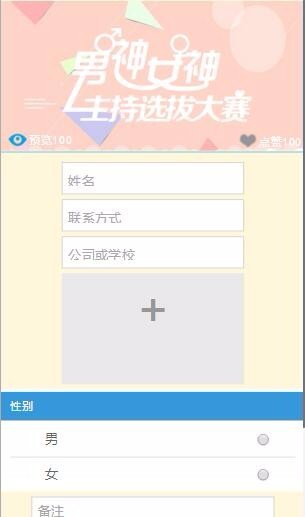 男神女神
主持选拔大赛
预览100
点赞100
姓名
联系方式
公司或学校
+
性别
男
女
备注